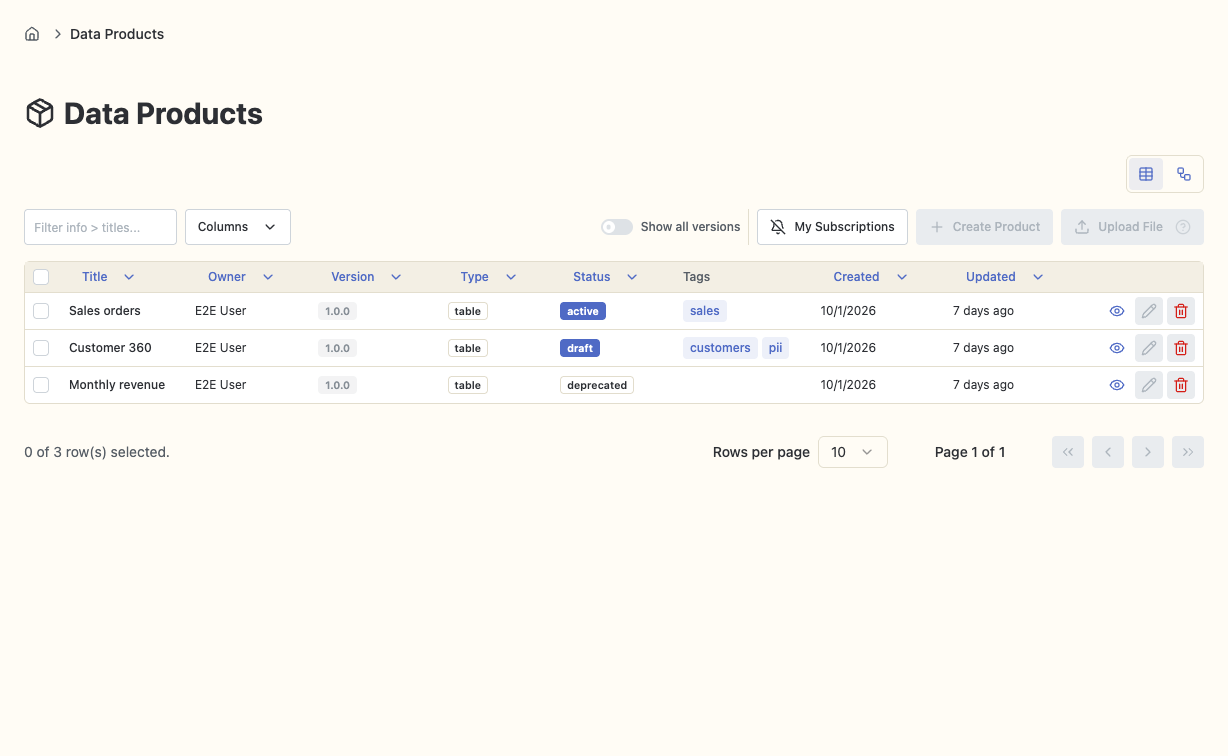 Data Products
Data Products
Filter info > titles...
Columns
Show all versions
My Subscriptions
Create Product
Upload File
Title Owner Version Type Status Tags Created Updated
Sales orders E2E User 1.0.0 table active sales 10/1/2026 7 days ago
Customer 360 E2E User 1.0.0 table draft customers pii 10/1/2026 7 days ago
Monthly revenue E2E User 1.0.0 table deprecated 10/1/2026 7 days ago
0 of 3 row(s) selected.
Rows per page 10 Page 1 of 1